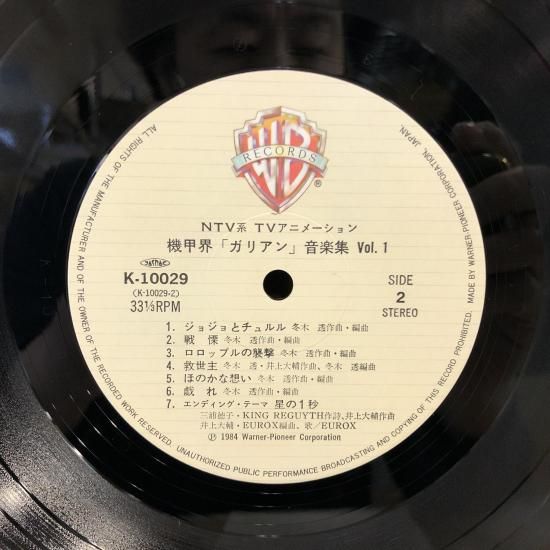 WB
RECORDS
®
NTV系 TVアニメーション
機甲界「ガリアン」音楽集 Vol. 1
JASRAC
K-10029
(K-10029-2)
33⅓RPM
SIDE
2
STEREO
1. ジョジョとチュルル 冬木 透作曲・編曲
2. 戦 慄 冬木 透作曲・編曲
3. ロロップルの襲撃 冬木 透作曲・編曲
4. 救世主 冬木 透・井上大輔作曲、冬木 透編曲
5. ほのかな想い 冬木 透作曲・編曲
6. 戯 れ 冬木 透作曲・編曲
7. エンディング・テーマ 星の1秒
三浦徳子・KING REGUYTH作詩、井上大輔作曲
井上大輔・EUROX編曲、歌/EUROX
Ⓟ 1984 Warner-Pioneer Corporation
ALL RIGHTS OF THE MANUFACTURER AND OF THE OWNER OF THE RECORDED WORK RESERVED. UNAUTHORIZED PUBLIC PERFORMANCE BROADCASTING AND COPYING OF THIS RECORD PROHIBITED. MADE BY WARNER-PIONEER CORPORATION, JAPAN.